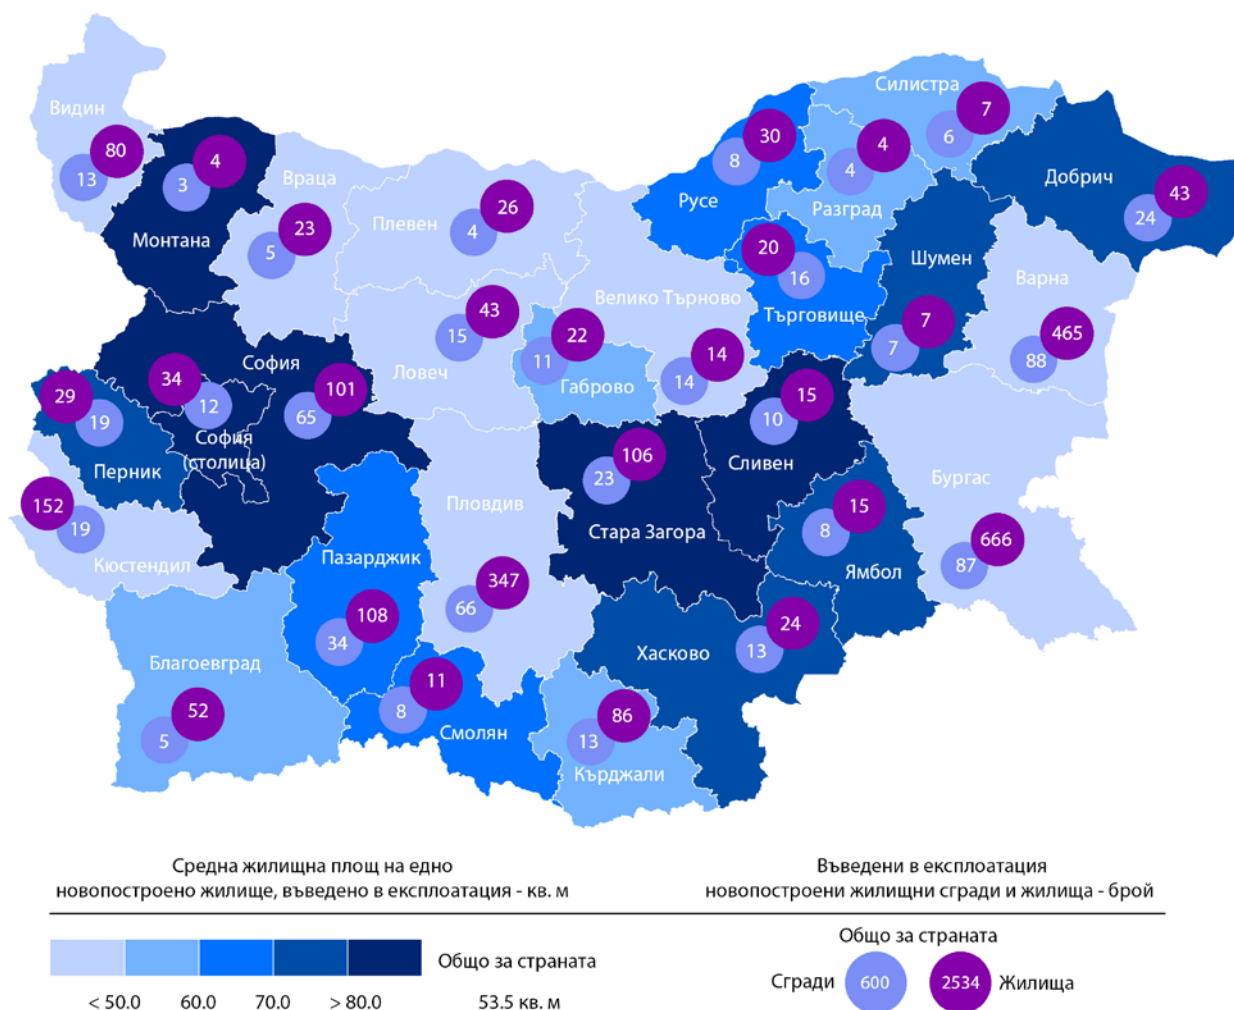 Видин
80
13
4
3
Монтана
Враца
23
5
Плевен
26
4
Ловеч
43
15
Велико Търново
14
14
22
11
Габрово
Русе
30
8
Разград
4
4
Силистра
7
6
Добрич
43
24
20
16
Търговище
Шумен
7
7
Варна
465
88
София
101
65
34
12
София
(столица)
29
19
Перник
152
19
Кюстендил
Благоевград
52
5
Пазарджик
108
34
Пловдив
347
66
11
8
Смолян
86
13
Кърджали
Хасково
24
13
106
23
Стара Загора
15
10
Сливен
15
8
Ямбол
Бургас
666
87
Средна жилищна площ на едно
новопостроено жилище, въведено в експлоатация - кв. м
Общо за страната
< 50.0 60.0 70.0 > 80.0 53.5 кв. м
Въведени в експлоатация
новопостроени жилищни сгради и жилища - брой
Общо за страната
Сгради 600 2534 Жилища